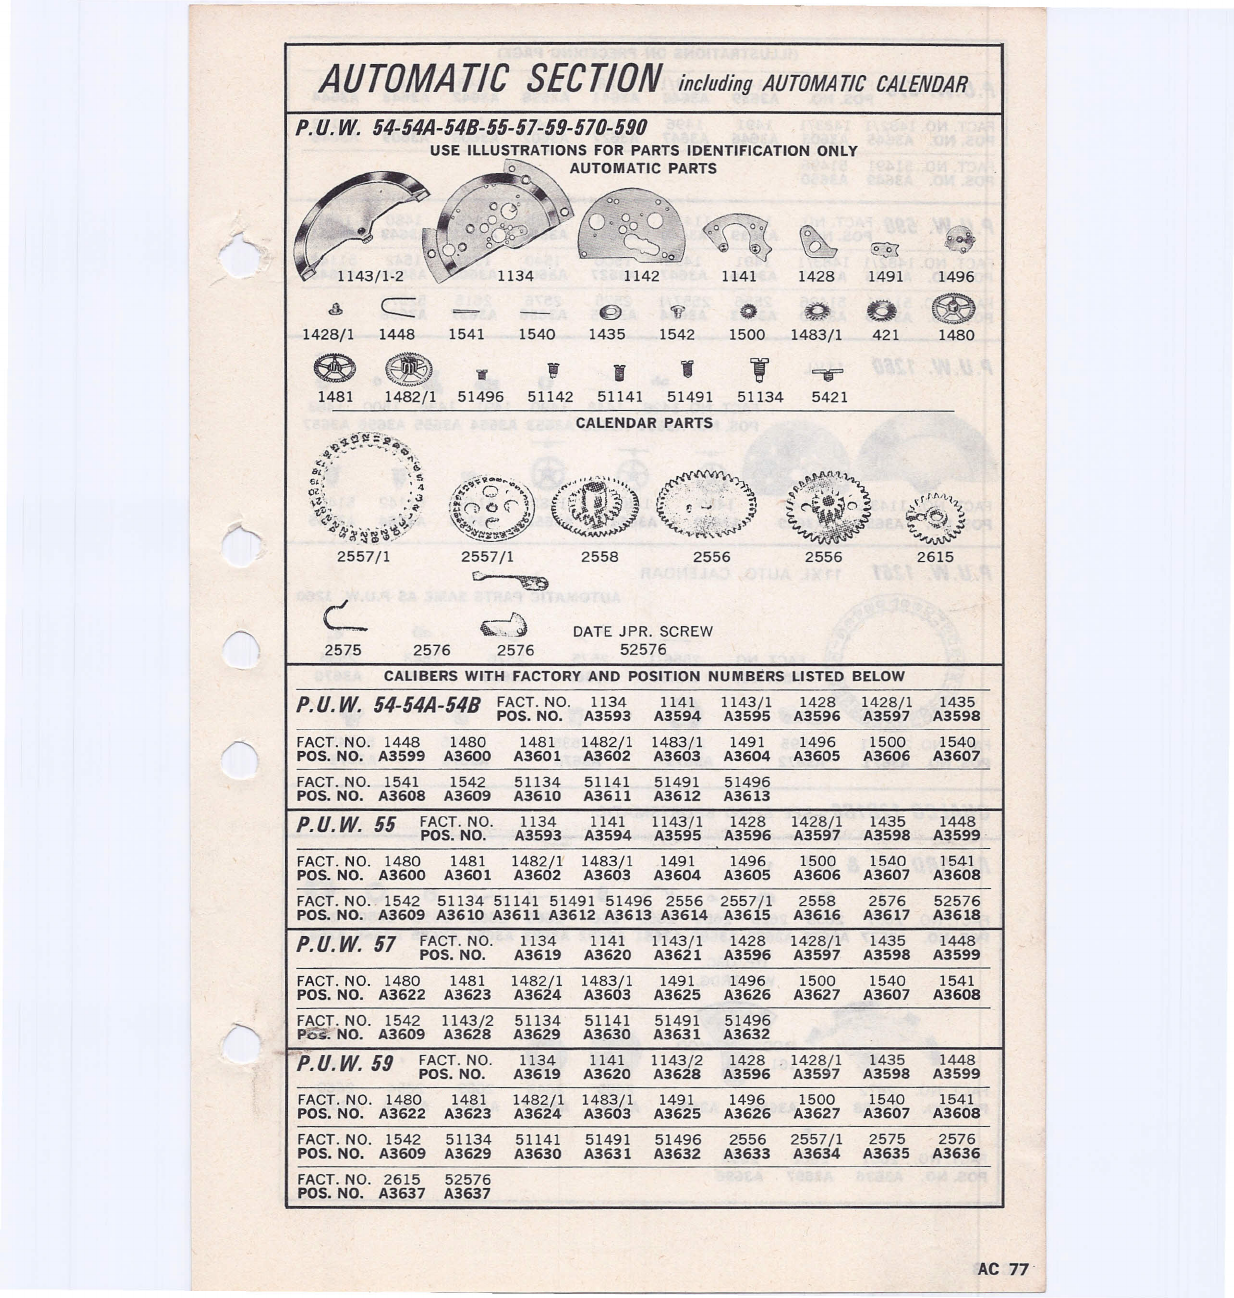 AUTOMATIC SECTION including AUTOMATIC CALENDAR
P.U.W. 54-54A-54B-55-57-59-570-590
USE ILLUSTRATIONS FOR PARTS IDENTIFICATION ONLY
AUTOMATIC PARTS
1143/1-2 1134 1142 1141 1428 1491 1496
1428/1 1448 1541 1540 1435 1542 1500 1483/1 421 1480
1481 1482/1 51496 51142 51141 51491 51134 5421
CALENDAR PARTS
2557/1 2557/1 2558 2556 2556 2615
DATE JPR. SCREW
2575 2576 2576 52576
CALIBERS WITH FACTORY AND POSITION NUMBERS LISTED BELOW
P.U.W. 54-54A-54B FACT. NO. 1134 1141 1143/1 1428 1428/1 1435
POS. NO. A3593 A3594 A3595 A3596 A3597 A3598
FACT. NO. 1448 1480 1481 1482/1 1483/1 1491 1496 1500 1540
POS. NO. A3599 A3600 A3601 A3602 A3603 A3604 A3605 A3606 A3607
FACT. NO. 1541 1542 51134 51141 51491 51496
POS. NO. A3608 A3609 A3610 A3611 A3612 A3613
P.U.W. 55 FACT. NO. 1134 1141 1143/1 1428 1428/1 1435 1448
POS. NO. A3593 A3594 A3595 A3596 A3597 A3598 A3599
FACT. NO. 1480 1481 1482/1 1483/1 1491 1496 1500 1540 1541
POS. NO. A3600 A3601 A3602 A3603 A3604 A3605 A3606 A3607 A3608
FACT. NO. 1542 51134 51141 51491 51496 2556 2557/1 2558 2576 52576
POS. NO. A3609 A3610 A3611 A3612 A3613 A3614 A3615 A3616 A3617 A3618
P.U.W. 57 FACT. NO. 1134 1141 1143/1 1428 1428/1 1435 1448
POS. NO. A3619 A3620 A3621 A3596 A3597 A3598 A3599
FACT. NO. 1480 1481 1482/1 1483/1 1491 1496 1500 1540 1541
POS. NO. A3622 A3623 A3624 A3603 A3625 A3626 A3627 A3607 A3608
FACT. NO. 1542 1143/2 51134 51141 51491 51496
POS. NO. A3609 A3628 A3629 A3630 A3631 A3632
P.U.W. 59 FACT. NO. 1134 1141 1143/2 1428 1428/1 1435 1448
POS. NO. A3619 A3620 A3628 A3596 A3597 A3598 A3599
FACT. NO. 1480 1481 1482/1 1483/1 1491 1496 1500 1540 1541
POS. NO. A3622 A3623 A3624 A3603 A3625 A3626 A3627 A3607 A3608
FACT. NO. 1542 51134 51141 51491 51496 2556 2557/1 2575 2576
POS. NO. A3609 A3629 A3630 A3631 A3632 A3633 A3634 A3635 A3636
FACT. NO. 2615 52576
POS. NO. A3637 A3637
AC 77